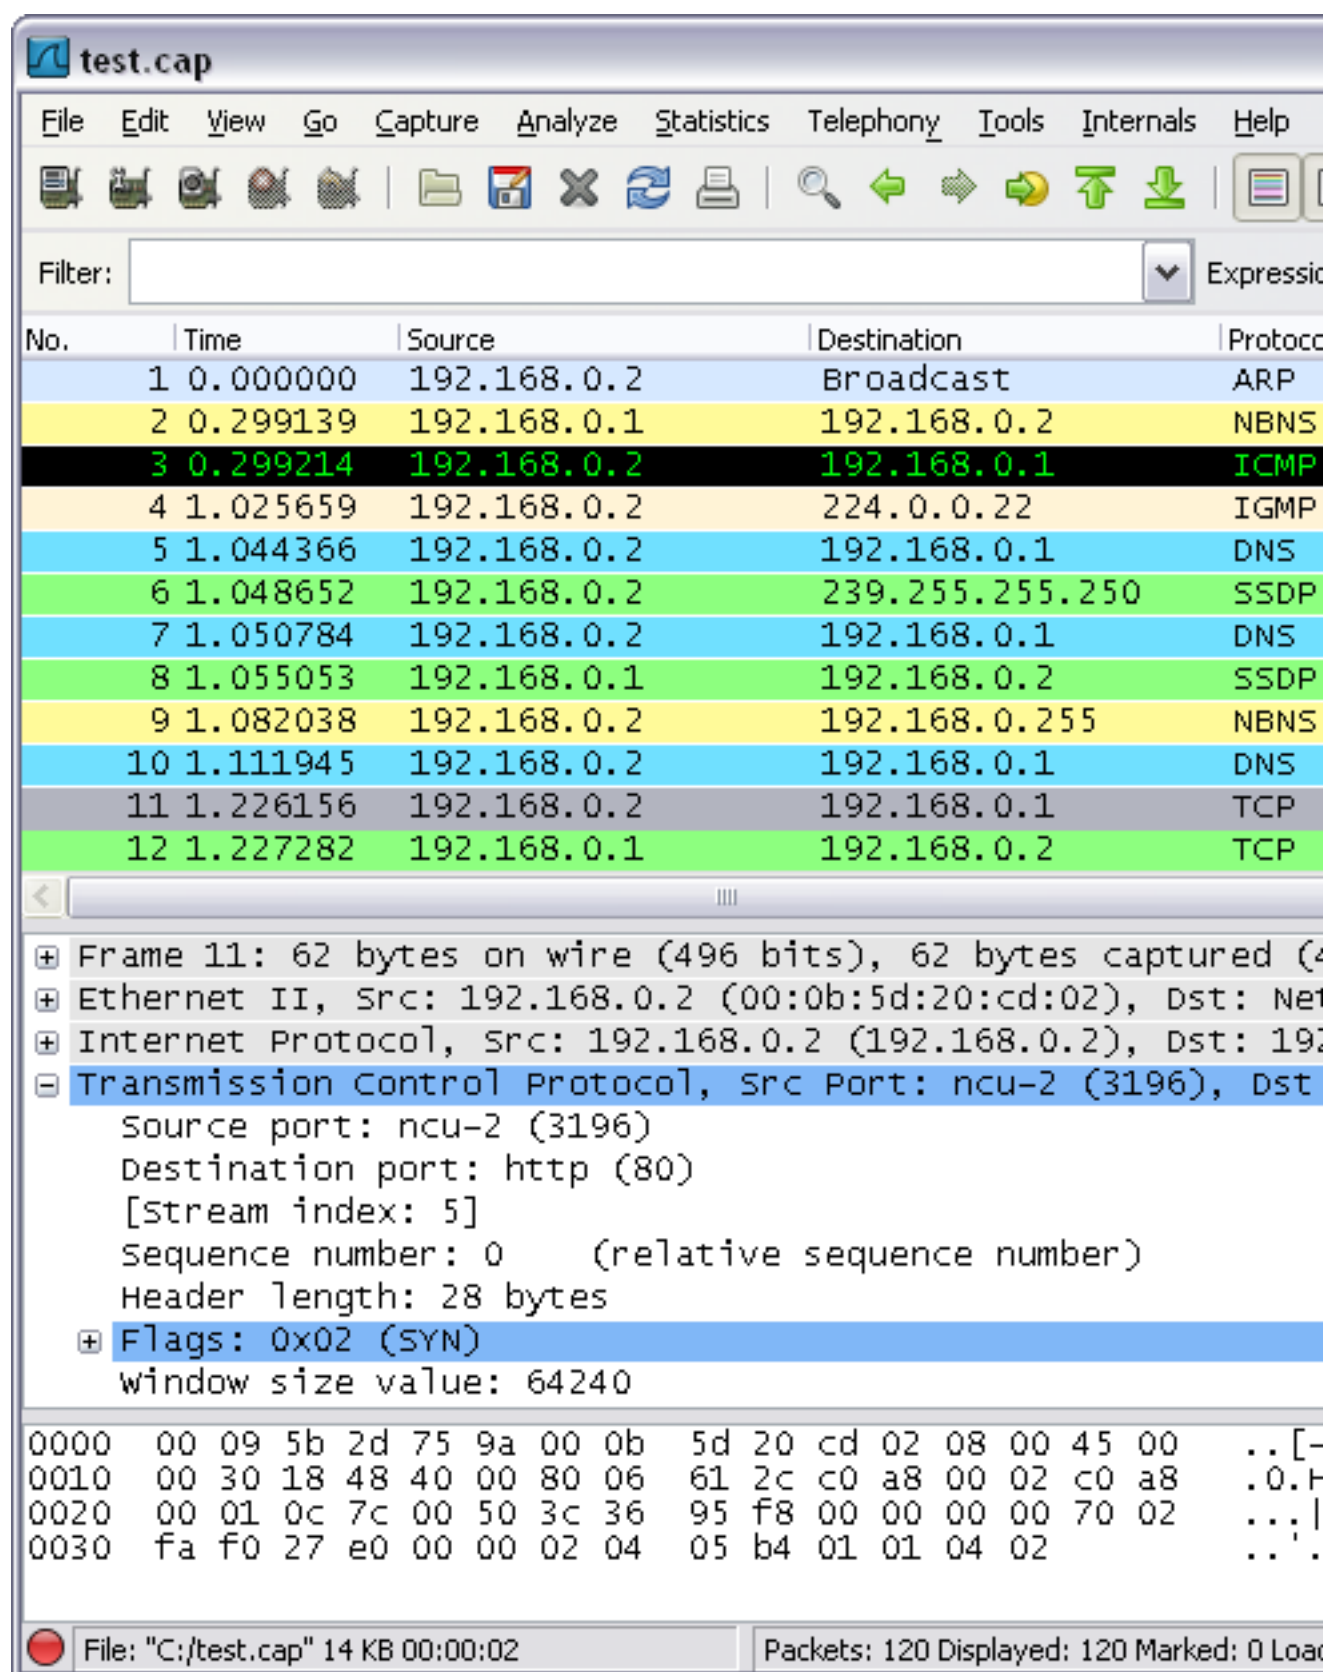 test.cap
File Edit View Go Capture Analyze Statistics Telephony Tools Internals Help
Filter: Expressio
No. Time Source Destination Protoco
1 0.000000 192.168.0.2 Broadcast ARP
2 0.299139 192.168.0.1 192.168.0.2 NBNS
3 0.299214 192.168.0.2 192.168.0.1 ICMP
4 1.025659 192.168.0.2 224.0.0.22 IGMP
5 1.044366 192.168.0.2 192.168.0.1 DNS
6 1.048652 192.168.0.2 239.255.255.250 SSDP
7 1.050784 192.168.0.2 192.168.0.1 DNS
8 1.055053 192.168.0.1 192.168.0.2 SSDP
9 1.082038 192.168.0.2 192.168.0.255 NBNS
10 1.111945 192.168.0.2 192.168.0.1 DNS
11 1.226156 192.168.0.2 192.168.0.1 TCP
12 1.227282 192.168.0.1 192.168.0.2 TCP
Frame 11: 62 bytes on wire (496 bits), 62 bytes captured (4
Ethernet II, Src: 192.168.0.2 (00:0b:5d:20:cd:02), Dst: Net
Internet Protocol, Src: 192.168.0.2 (192.168.0.2), Dst: 192
Transmission Control Protocol, Src Port: ncu-2 (3196), Dst
Source port: ncu-2 (3196)
Destination port: http (80)
[Stream index: 5]
Sequence number: 0 (relative sequence number)
Header length: 28 bytes
Flags: 0x02 (SYN)
Window size value: 64240
0000 00 09 5b 2d 75 9a 00 0b 5d 20 cd 02 08 00 45 00 ..[-
0010 00 30 18 48 40 00 80 06 61 2c c0 a8 00 02 c0 a8 .0.H
0020 00 01 0c 7c 00 50 3c 36 95 f8 00 00 00 00 70 02 ...|
0030 fa f0 27 e0 00 00 02 04 05 b4 01 01 04 02 ..'.
File: "C:/test.cap" 14 KB 00:00:02 Packets: 120 Displayed: 120 Marked: 0 Load